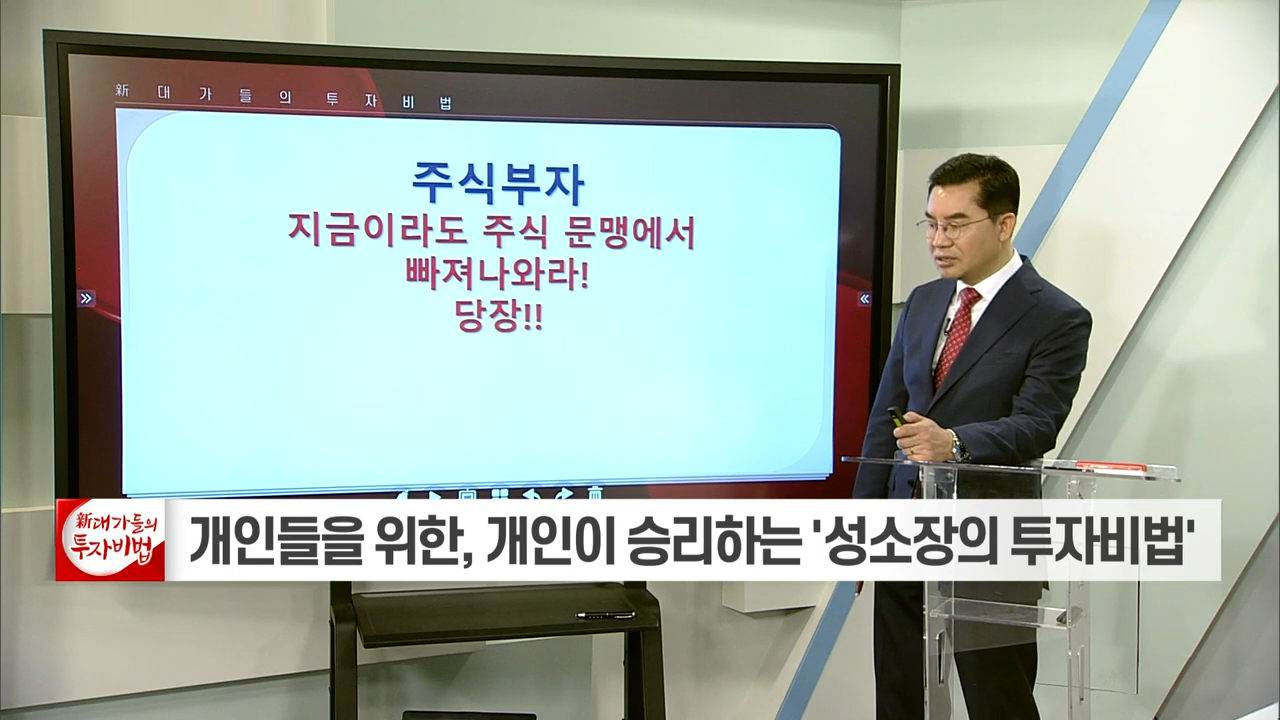 新 대 가 들 의 투 자 비 법
주식부자
지금이라도 주식 문맹에서
빠져나와라!
당장!!
新대가들의
투자비법
개인들을 위한, 개인이 승리하는 '성소장의 투자비법'